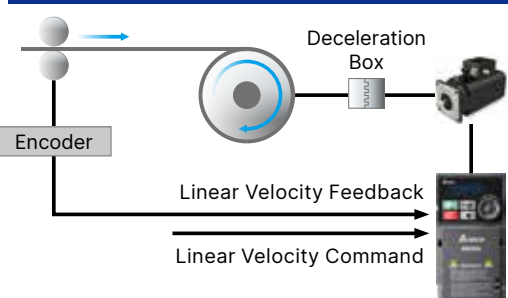 Deceleration
Box
Encoder
Linear Velocity Feedback
Linear Velocity Command